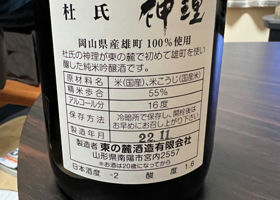 杜氏 神理
岡山県産雄町100%使用
杜氏の神理が東の麓で初めて雄町を使い
醸した純米吟醸酒です。
原材料名 米(国産)、米こうじ(国産米)
精米歩合 55%
アルコール分 16度
保存方法 冷暗所で保存し、開栓後は
お早めにお召し上り下さい
製造年月 22.11
製造者 東の麓酒造有限会社
山形県南陽市宮内2557
※お酒は20歳になってから
日本酒度 -2 酸度 1.8